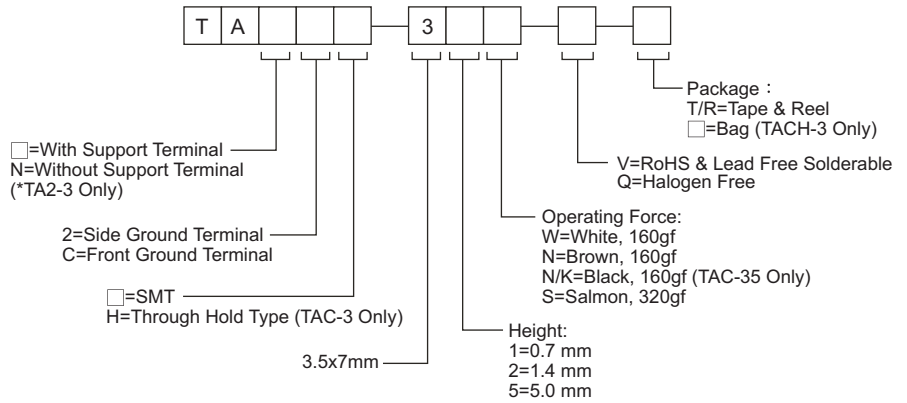 T A 3
Package：
T/R=Tape & Reel
□=Bag (TACH-3 Only)
□=With Support Terminal
N=Without Support Terminal
(*TA2-3 Only)
V=RoHS & Lead Free Solderable
Q=Halogen Free
2=Side Ground Terminal
C=Front Ground Terminal
Operating Force:
W=White, 160gf
N=Brown, 160gf
N/K=Black, 160gf (TAC-35 Only)
S=Salmon, 320gf
□=SMT
H=Through Hold Type (TAC-3 Only)
Height:
1=0.7 mm
2=1.4 mm
5=5.0 mm
3.5x7mm